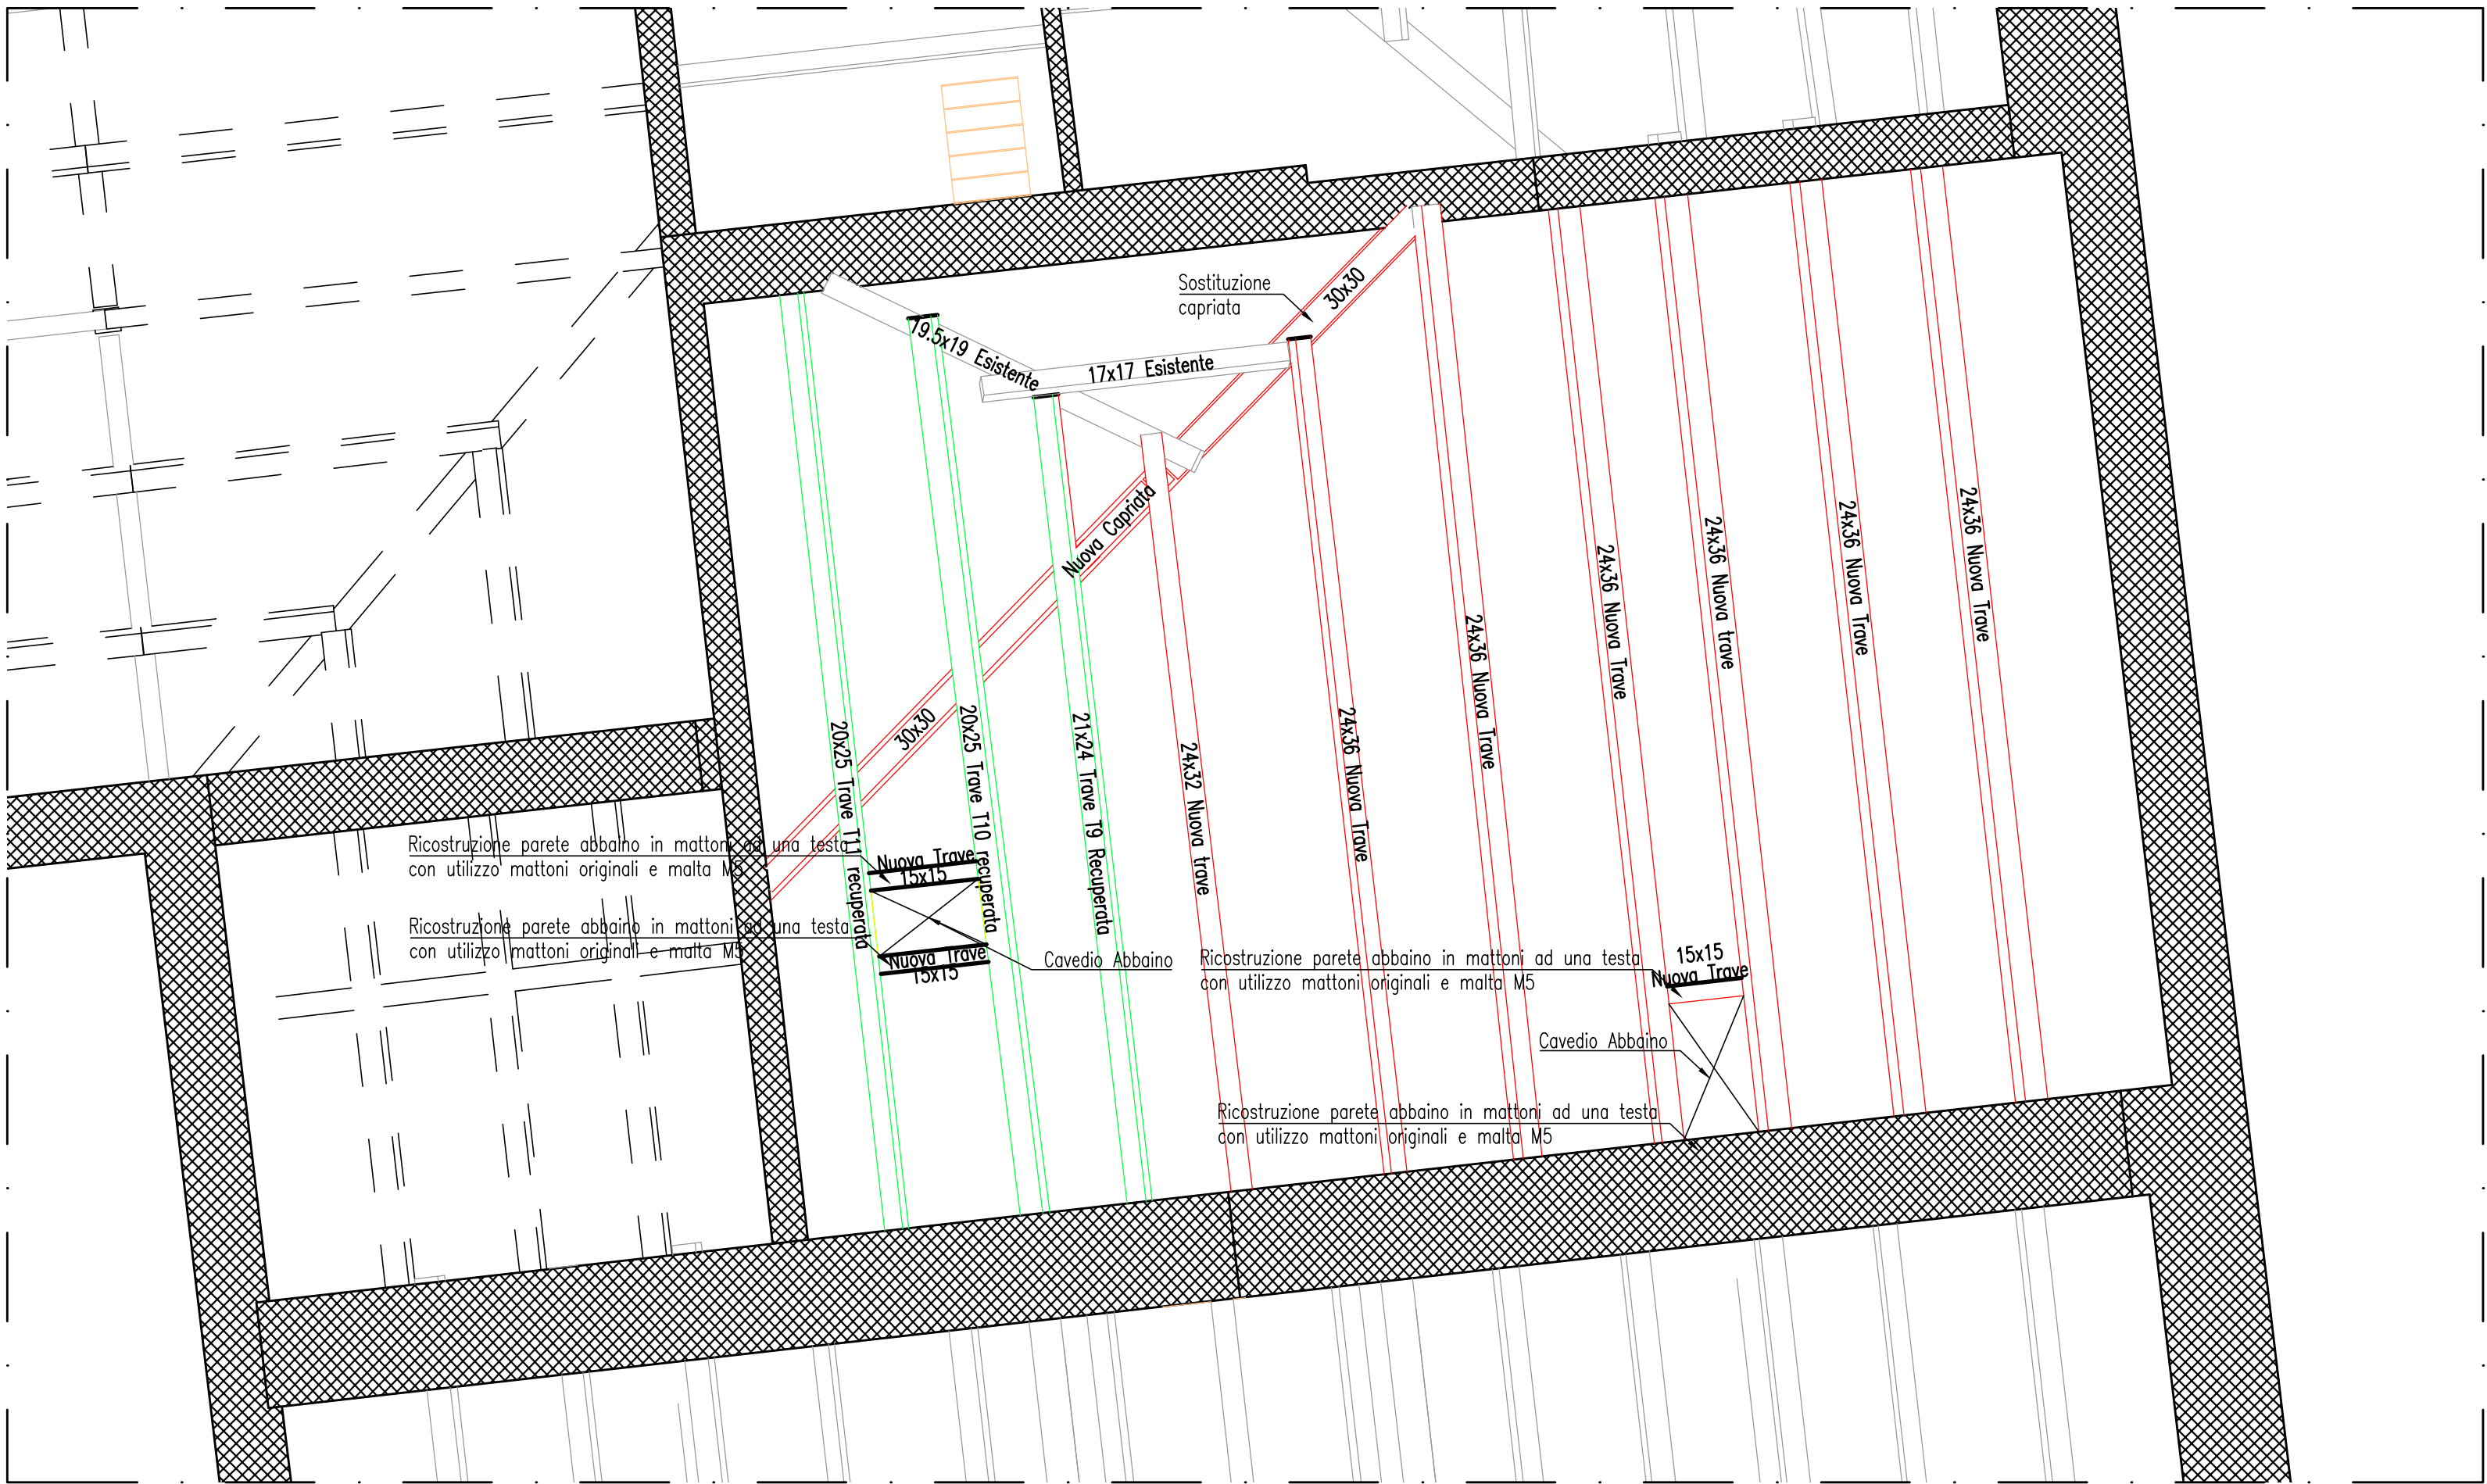 Sostituzione
capriata
30x30
19.5x19 Esistente
17x17 Esistente
Nuova Capriata
30x30
20x25 Trave T11 recuperata
20x25 Trave T10 recuperata
21x24 Trave T9 Recuperata
24x32 Nuova trave
24x36 Nuova Trave
24x36 Nuova Trave
24x36 Nuova Trave
24x36 Nuova trave
24x36 Nuova Trave
24x36 Nuova Trave
Ricostruzione parete abbaino in mattoni ad una testa
con utilizzo mattoni originali e malta M5
Nuova Trave
15x15
Ricostruzione parete abbaino in mattoni ad una testa
con utilizzo mattoni originali e malta M5
Nuova Trave
15x15
Cavedio Abbaino
Ricostruzione parete abbaino in mattoni ad una testa
con utilizzo mattoni originali e malta M5
15x15
Nuova Trave
Cavedio Abbaino
Ricostruzione parete abbaino in mattoni ad una testa
con utilizzo mattoni originali e malta M5